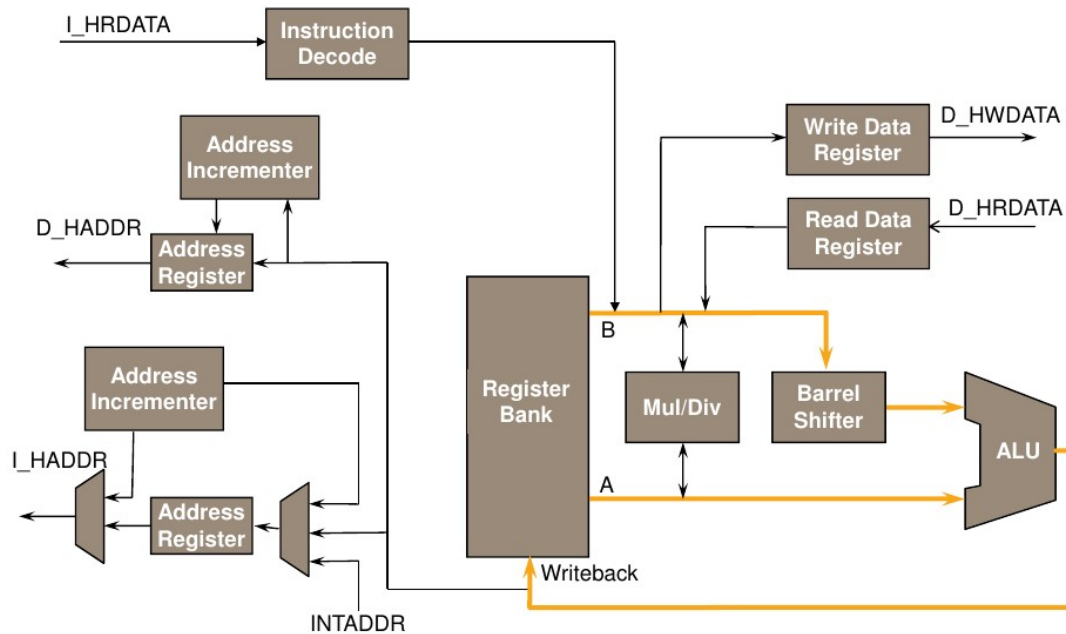 I_HRDATA
Instruction
Decode
Address
Incrementer
Write Data
Register
D_HWDATA
D_HADDR
Address
Register
Read Data
Register
D_HRDATA
B
Address
Incrementer
Register
Bank
Mul/Div
Barrel
Shifter
ALU
I_HADDR
A
Address
Register
Writeback
INTADDR